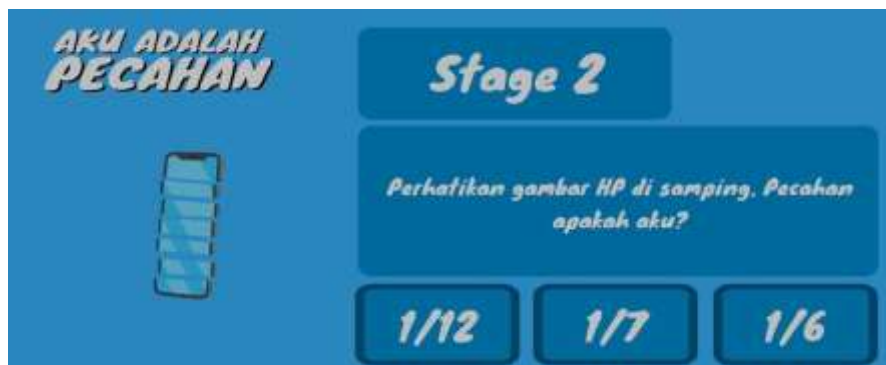 AKU ADALAH
PECAHAN
Stage 2
Perhatikan gambar HP di samping. Pecahan
apakah aku?
1/12
1/7
1/6